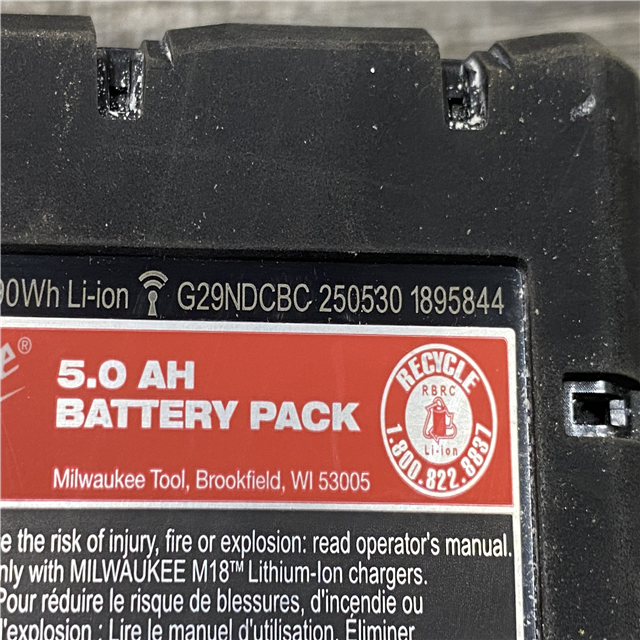 90Wh Li-ion G29NDCBC 250530 1895844
e®
5.0 AH
BATTERY PACK
Milwaukee Tool, Brookfield, WI 53005
RECYCLE
RBRC
Li-ion
1.800.822.8837
e the risk of injury, fire or explosion: read operator's manual.
nly with MILWAUKEE M18™ Lithium-Ion chargers.
Pour réduire le risque de blessures, d'incendie ou
d'explosion : Lire le manuel d'utilisation. Éliminer